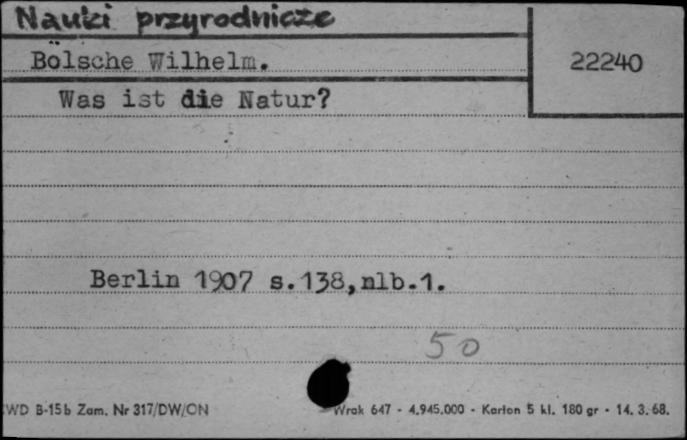 Nauki przyrodnicze
Bölsche Wilhelm.
22240
Was ist die Natur?
Berlin 1907 s.138,nlb.1.
50
WD B-15b Zam. Nr 317/DW/ON
Wrak 647 - 4.945.000 - Karton 5 kl. 180 gr - 14. 3. 68.